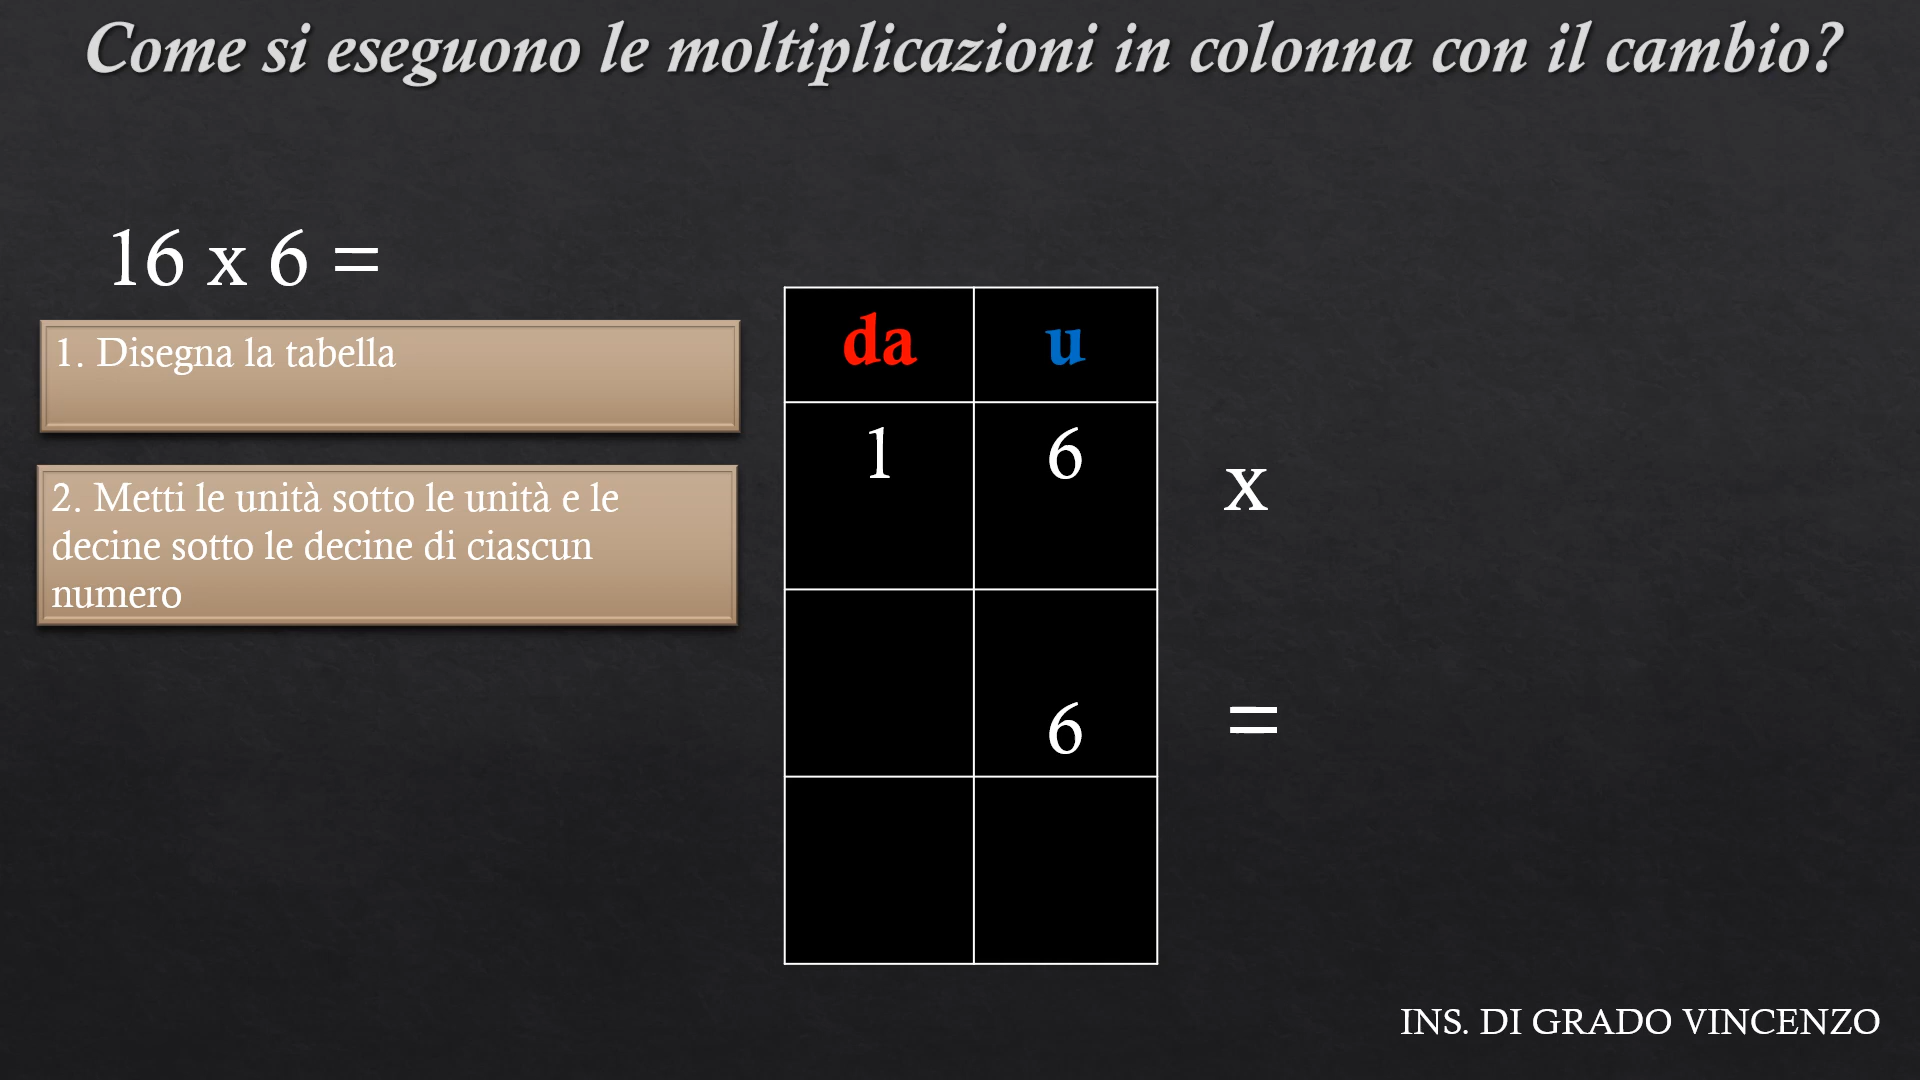 Come si eseguono le moltiplicazioni in colonna con il cambio?
16 x 6 =
1. Disegna la tabella
2. Metti le unità sotto le unità e le
decine sotto le decine di ciascun
numero
da u
1 6
x
6
=
INS. DI GRADO VINCENZO